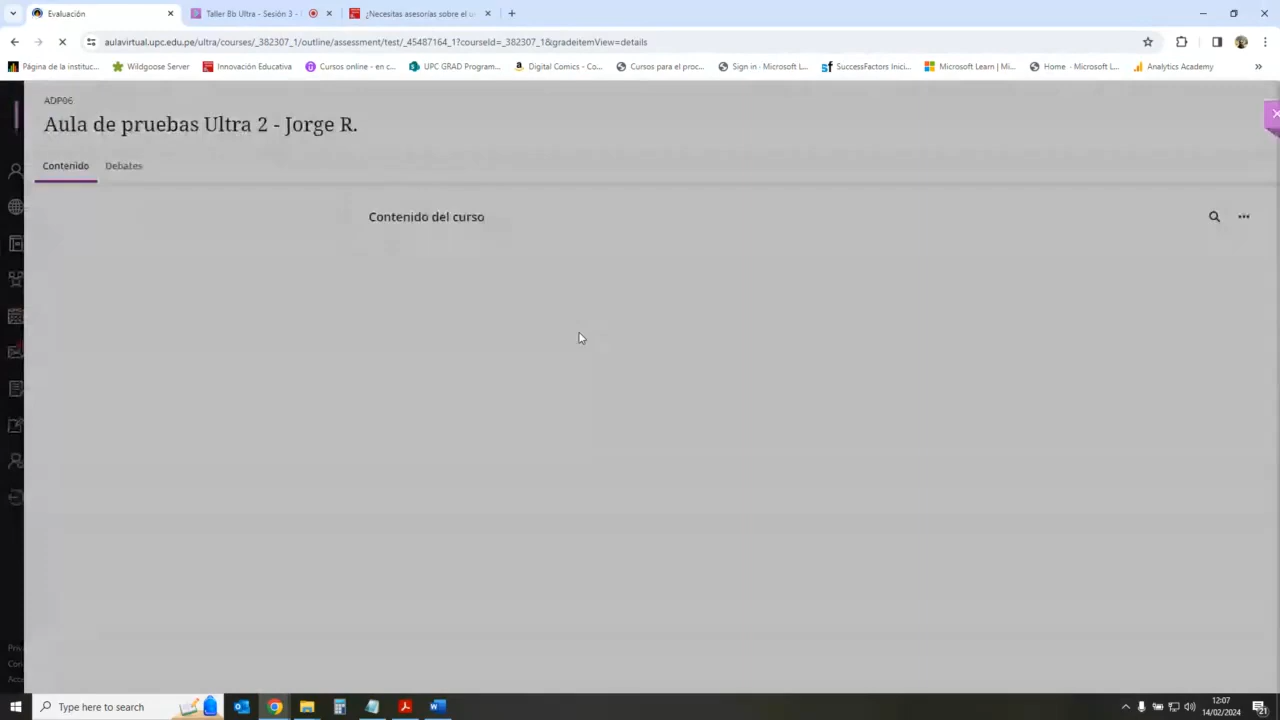 Evaluación
Taller Bb Ultra - Sesión 3 -
¿Necesitas asesorías sobre el u
aulavirtual.upc.edu.pe/ultra/courses/_382307_1/outline/assessment/test/_45487164_1?courseId=_382307_1&gradeitemView=details
Página de la instituc...
Wildgoose Server
Innovación Educativa
Cursos online - en c...
UPC GRAD Program...
Digital Comics - Co...
Cursos para el proc...
Sign in · Microsoft L...
SuccessFactors Inici...
Microsoft Learn | Mi...
Home - Microsoft L...
Analytics Academy
ADP06
Aula de pruebas Ultra 2 - Jorge R.
Contenido
Debates
Contenido del curso
Priv
Con
Acc
Type here to search
12:07
14/02/2024
21